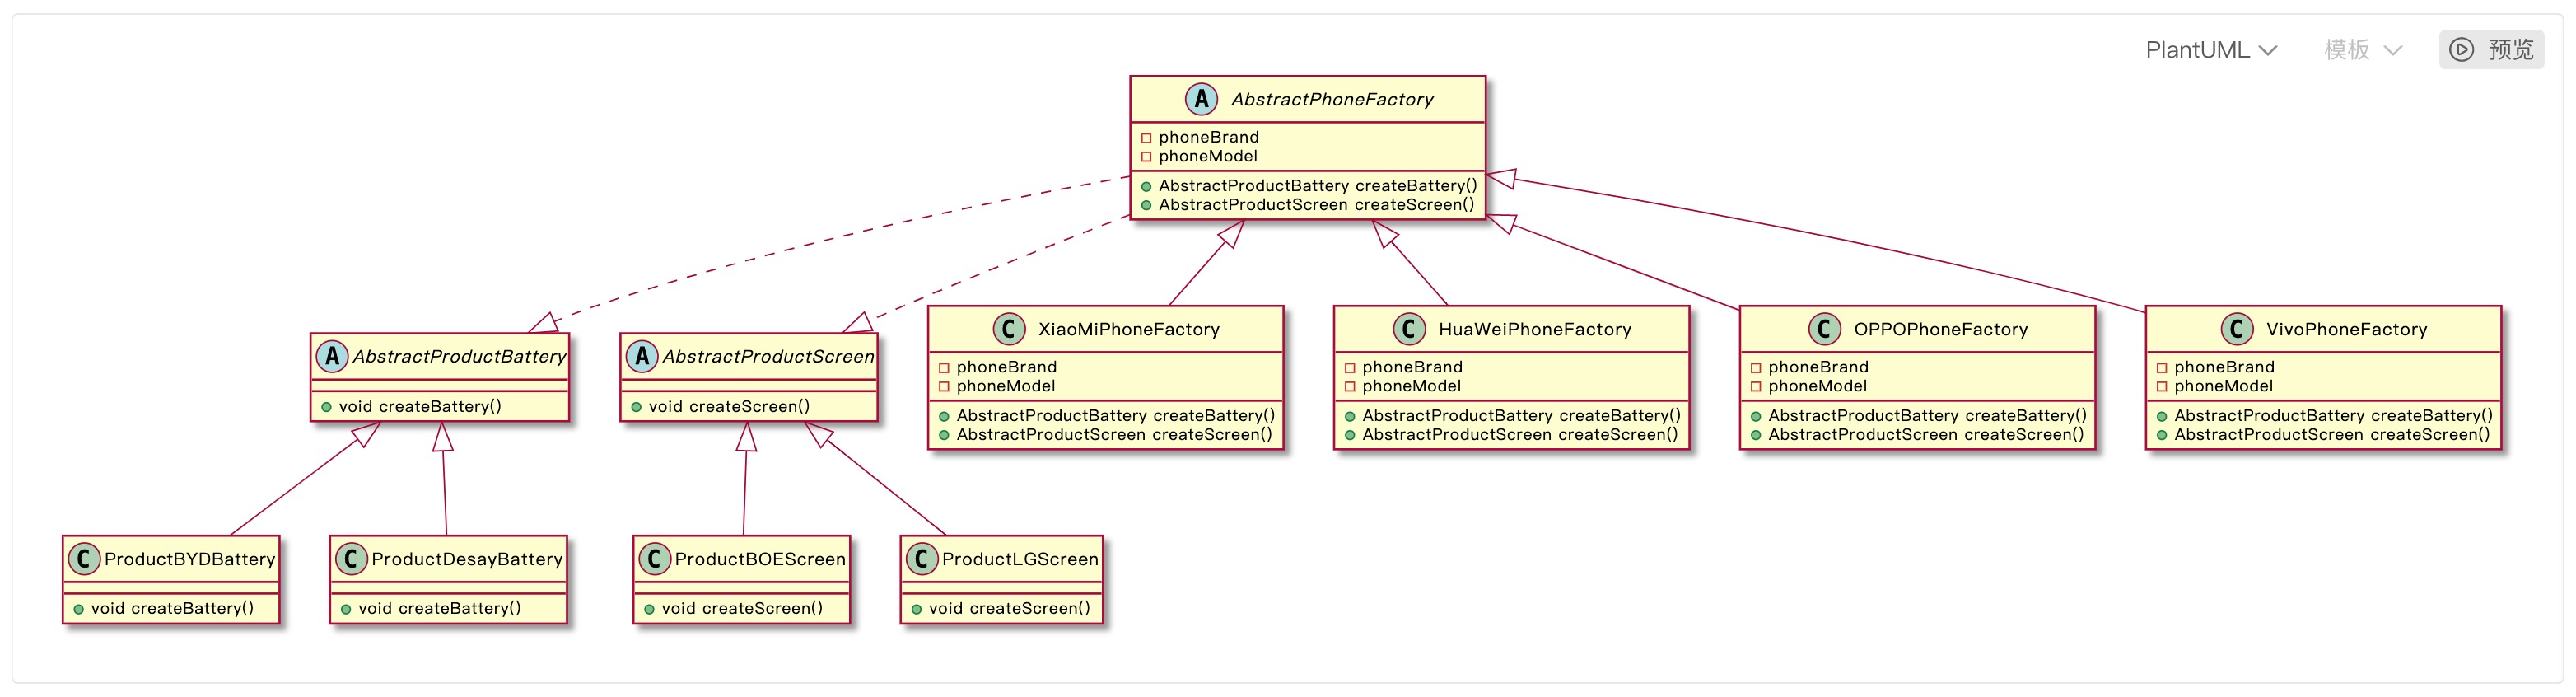 PlantUML
模板
预览
A AbstractPhoneFactory
phoneBrand
phoneModel
AbstractProductBattery createBattery()
AbstractProductScreen createScreen()
A AbstractProductBattery
void createBattery()
A AbstractProductScreen
void createScreen()
C XiaoMiPhoneFactory
phoneBrand
phoneModel
AbstractProductBattery createBattery()
AbstractProductScreen createScreen()
C HuaWeiPhoneFactory
phoneBrand
phoneModel
AbstractProductBattery createBattery()
AbstractProductScreen createScreen()
C OPPOPhoneFactory
phoneBrand
phoneModel
AbstractProductBattery createBattery()
AbstractProductScreen createScreen()
C VivoPhoneFactory
phoneBrand
phoneModel
AbstractProductBattery createBattery()
AbstractProductScreen createScreen()
C ProductBYDBattery
void createBattery()
C ProductDesayBattery
void createBattery()
C ProductBOEScreen
void createScreen()
C ProductLGScreen
void createScreen()